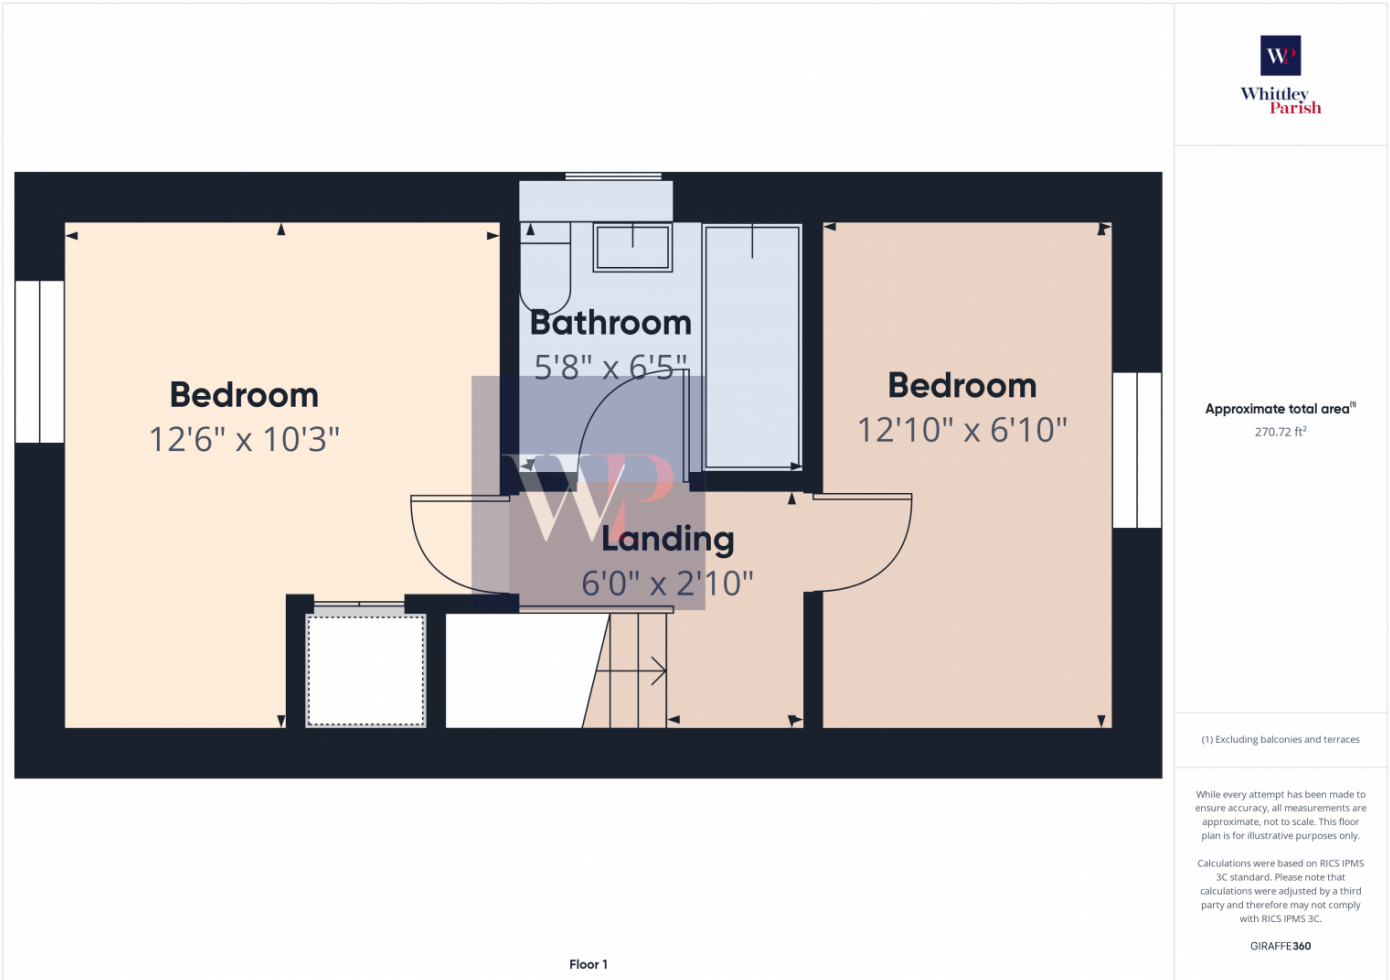 WP
Whittley
Parish
Bathroom
5'8" x 6'5"
Bedroom
12'6" x 10'3"
Bedroom
12'10" x 6'10"
WP
Landing
6'0" x 2'10"
Approximate total area(1)
270.72 ft²
(1) Excluding balconies and terraces
While every attempt has been made to
ensure accuracy, all measurements are
approximate, not to scale. This floor
plan is for illustrative purposes only.
Calculations were based on RICS IPMS
3C standard. Please note that
calculations were adjusted by a third
party and therefore may not comply
with RICS IPMS 3C.
GIRAFFE360
Floor 1